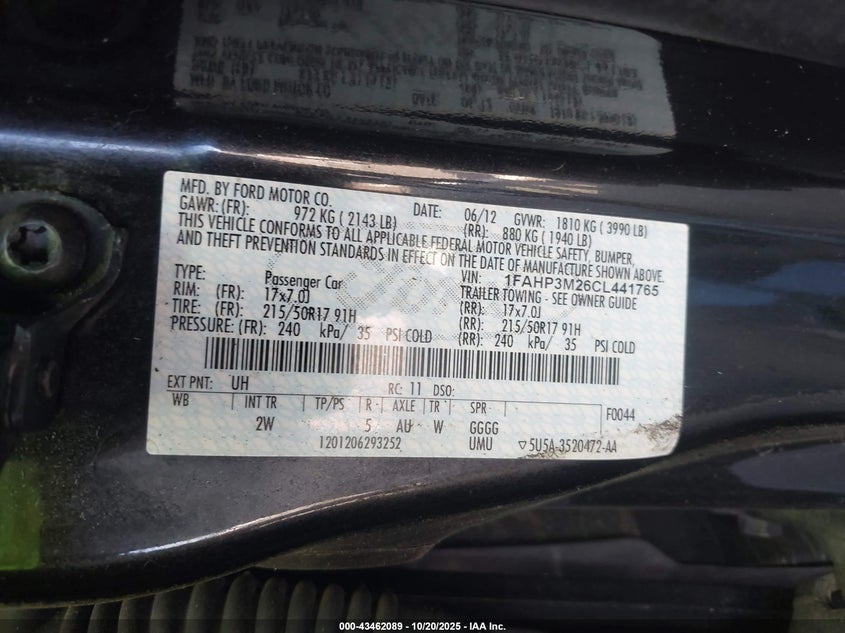 MFD. BY FORD MOTOR CO. DATE: 06/12 GVWR: 1810 KG ( 3990 LB)
GAWR: (FR): 972 KG ( 2143 LB) (RR): 880 KG ( 1940 LB)
THIS VEHICLE CONFORMS TO ALL APPLICABLE FEDERAL MOTOR VEHICLE SAFETY, BUMPER,
AND THEFT PREVENTION STANDARDS IN EFFECT ON THE DATE OF MANUFACTURE SHOWN ABOVE.
VIN: 1FAHP3M26CL441765
TYPE: Passenger Car TRAILER TOWING - SEE OWNER GUIDE
RIM: (FR): 17x7.0J (RR): 17x7.0J
TIRE: (FR): 215/50R17 91H (RR): 215/50R17 91H
PRESSURE: (FR): 240 kPa/ 35 PSI COLD (RR): 240 kPa/ 35 PSI COLD
EXT PNT: UH RC: 11 DSO:
WB INT TR TP/PS R AXLE TR SPR F0044
2W 5 AU W GGGG
1201206293252 UMU ▽5U5A-3520472-AA
000-43462089 - 10/20/2025 - IAA Inc.